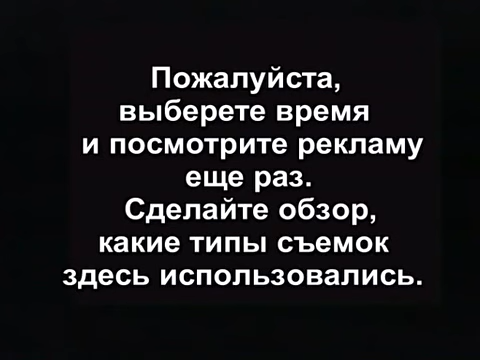 Пожалуйста,
выберете время
и посмотрите рекламу
еще раз.
Сделайте обзор,
какие типы съемок
здесь использовались.